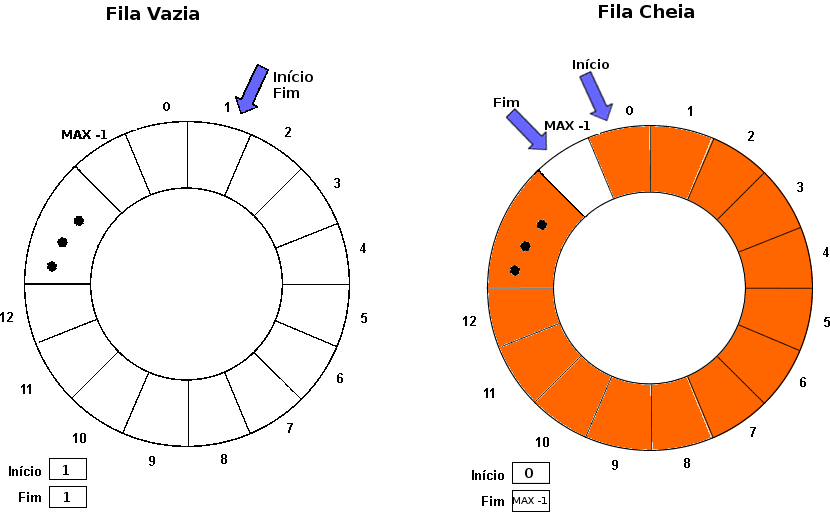 Fila Vazia
Início
Fim
0
1
2
3
4
5
6
7
8
9
10
11
12
MAX -1
Início 1
Fim 1
Fila Cheia
Início
Fim
MAX -1
0
1
2
3
4
5
6
7
8
9
10
11
12
Início 0
Fim MAX -1